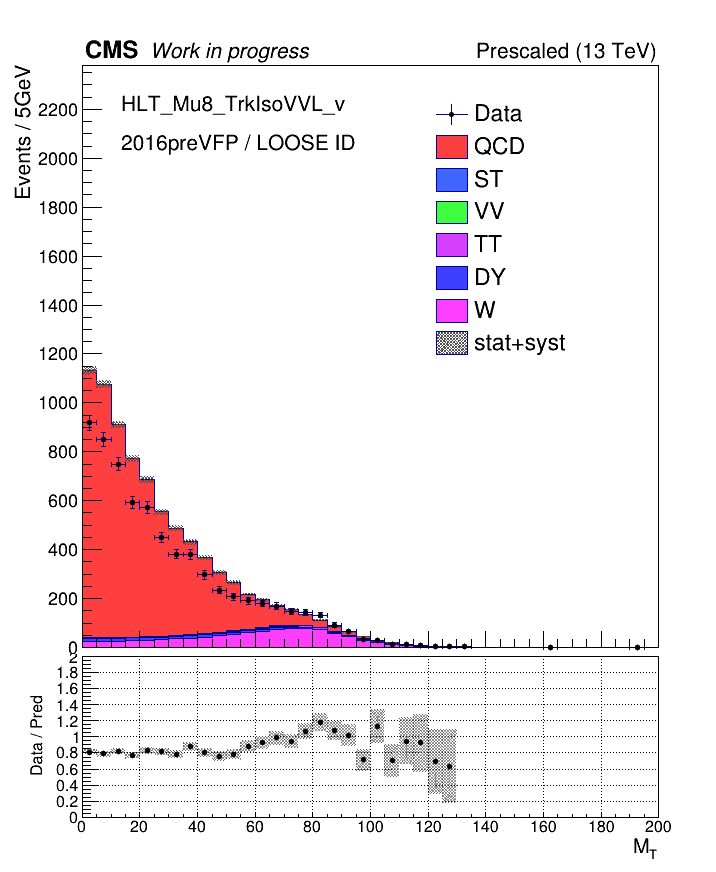 CMS Work in progress Prescaled (13 TeV)
Events / 5GeV
HLT_Mu8_TrkIsoVVL_v
2016preVFP / LOOSE ID
Data
QCD
ST
VV
TT
DY
W
stat+syst
2200
2000
1800
1600
1400
1200
1000
800
600
400
200
0
Data / Pred
2
1.8
1.6
1.4
1.2
1
0.8
0.6
0.4
0.2
0
0 20 40 60 80 100 120 140 160 180 200
M_T